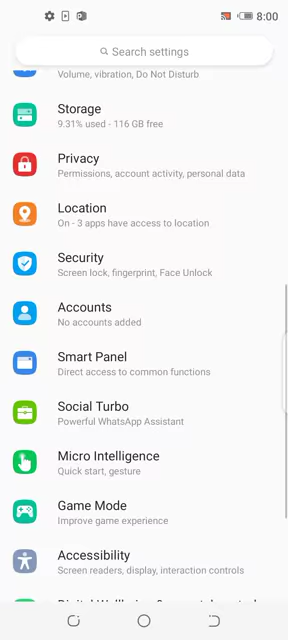 8:00
Search settings
Volume, vibration, Do Not Disturb
Storage
9.31% used - 116 GB free
Privacy
Permissions, account activity, personal data
Location
On - 3 apps have access to location
Security
Screen lock, fingerprint, Face Unlock
Accounts
No accounts added
Smart Panel
Direct access to common functions
Social Turbo
Powerful WhatsApp Assistant
Micro Intelligence
Quick start, gesture
Game Mode
Improve game experience
Accessibility
Screen readers, display, interaction controls